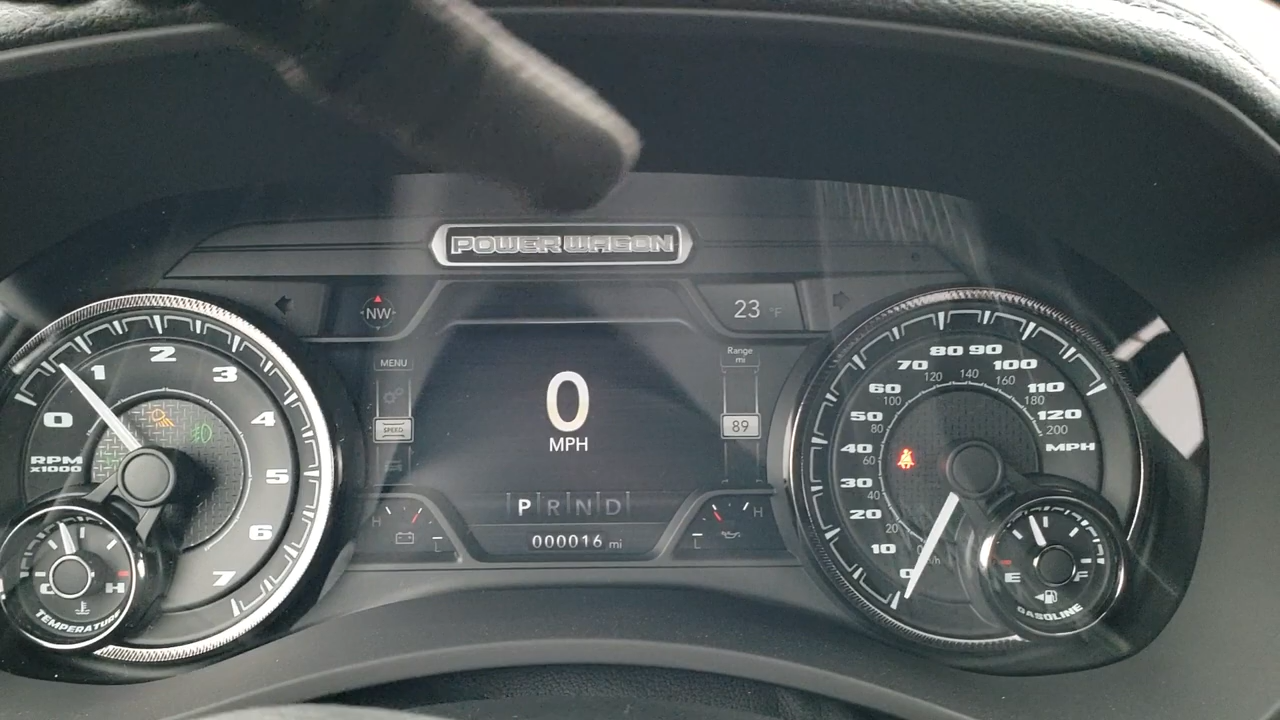 POWER WAGON
NW
23 °F
MENU
SPEED
Range
mi
89
0
MPH
P R N D
000016 mi
H
L
H
L
0 1 2 3 4 5 6 7
RPM
x1000
C H
TEMPERATURE
0 10 20 30 40 50 60 70 80 90 100 110 120
MPH
20 40 60 80 100 120 140 160 180 200
E F
GASOLINE